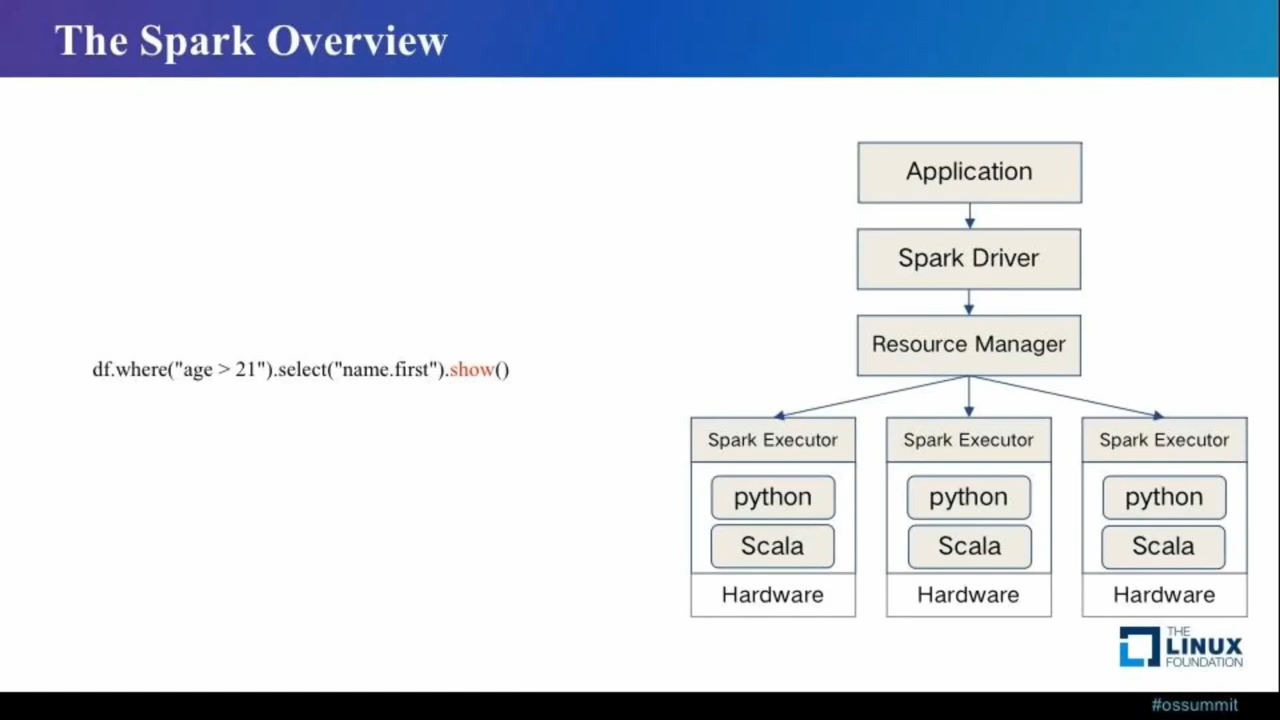 The Spark Overview
df.where("age > 21").select("name.first").show()
Application
Spark Driver
Resource Manager
Spark Executor
python
Scala
Hardware
Spark Executor
python
Scala
Hardware
Spark Executor
python
Scala
Hardware
THE
LINUX
FOUNDATION
#ossummit